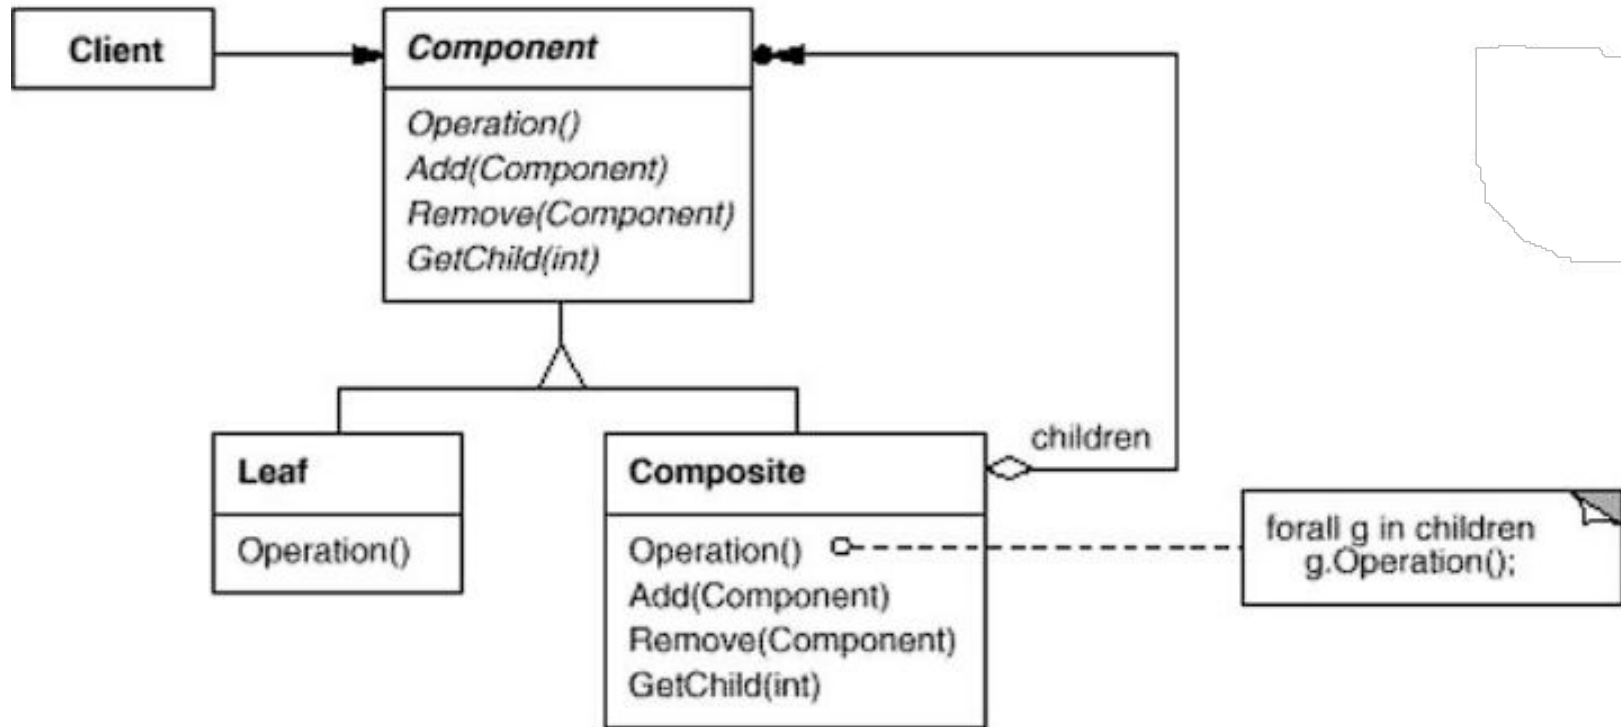 Client
Component
Operation()
Add(Component)
Remove(Component)
GetChild(int)
Leaf
Operation()
Composite
Operation()
Add(Component)
Remove(Component)
GetChild(int)
children
forall g in children
g.Operation();